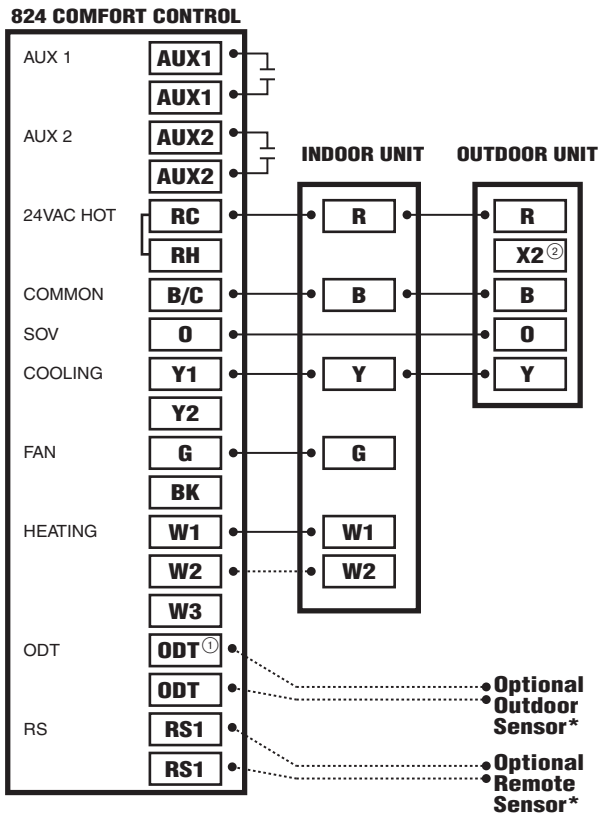 824 COMFORT CONTROL
AUX 1 AUX1
AUX1
AUX 2 AUX2
AUX2
INDOOR UNIT OUTDOOR UNIT
24VAC HOT RC R R
RH X2②
COMMON B/C B B
SOV O O
COOLING Y1 Y Y
Y2
FAN G G
BK
HEATING W1 W1
W2 W2
W3
ODT ODT①
ODT
Optional
Outdoor
Sensor*
RS RS1
RS1
Optional
Remote
Sensor*